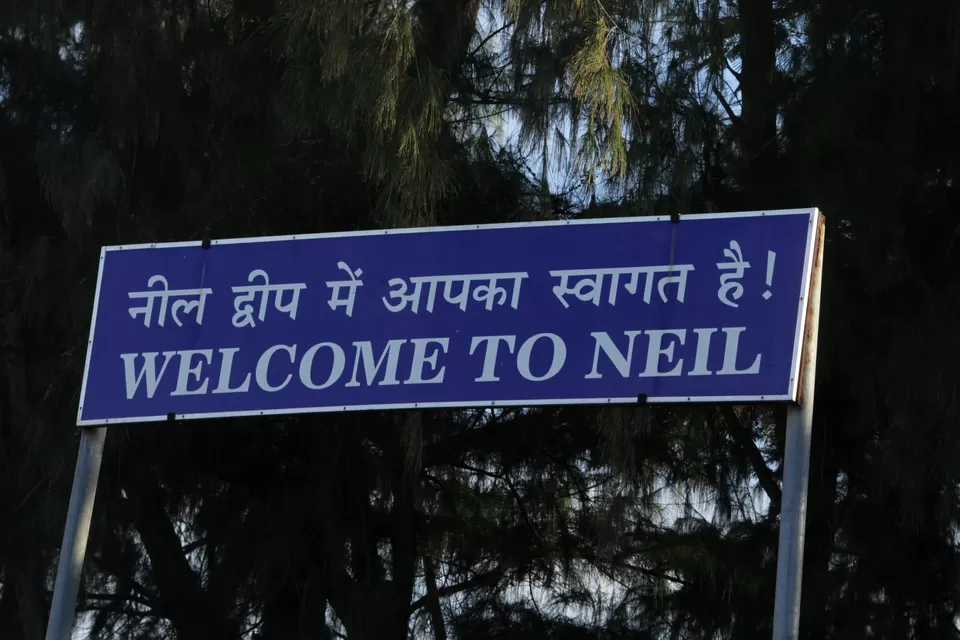 नील द्वीप में आपका स्वागत है!
WELCOME TO NEIL